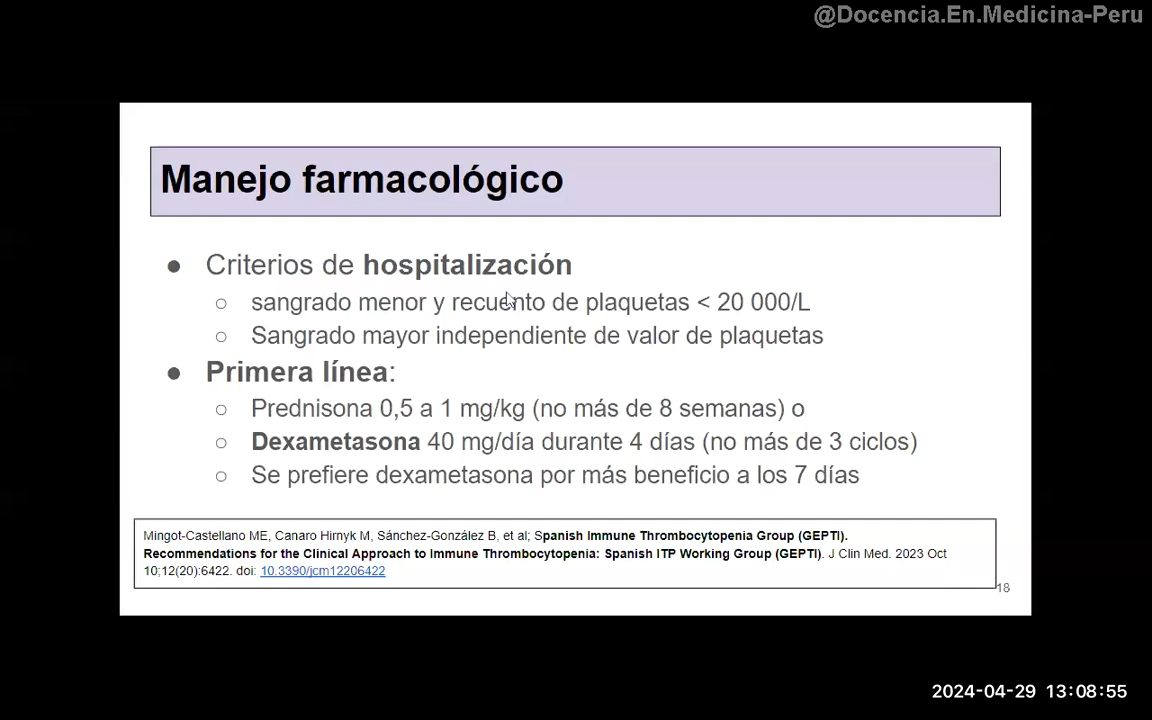 @Docencia.En.Medicina-Peru
Manejo farmacológico
● Criterios de hospitalización
○ sangrado menor y recuento de plaquetas < 20 000/L
○ Sangrado mayor independiente de valor de plaquetas
● Primera línea:
○ Prednisona 0,5 a 1 mg/kg (no más de 8 semanas) o
○ Dexametasona 40 mg/día durante 4 días (no más de 3 ciclos)
○ Se prefiere dexametasona por más beneficio a los 7 días
Mingot-Castellano ME, Canaro Hirnyk M, Sánchez-González B, et al; Spanish Immune Thrombocytopenia Group (GEPTI).
Recommendations for the Clinical Approach to Immune Thrombocytopenia: Spanish ITP Working Group (GEPTI). J Clin Med. 2023 Oct
10;12(20):6422. doi: 10.3390/jcm12206422
18
2024-04-29 13:08:55